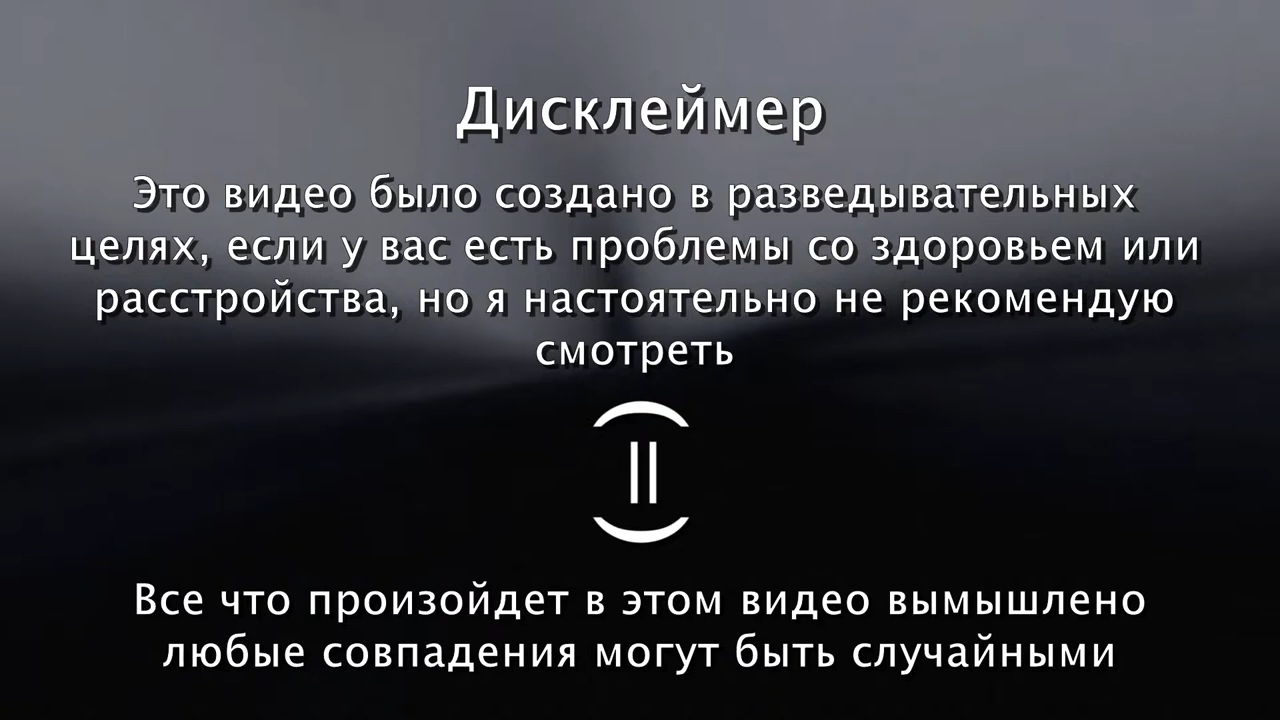 Дисклеймер
Это видео было создано в разведывательных
целях, если у вас есть проблемы со здоровьем или
расстройства, но я настоятельно не рекомендую
смотреть
Все что произойдет в этом видео вымышлено
любые совпадения могут быть случайными